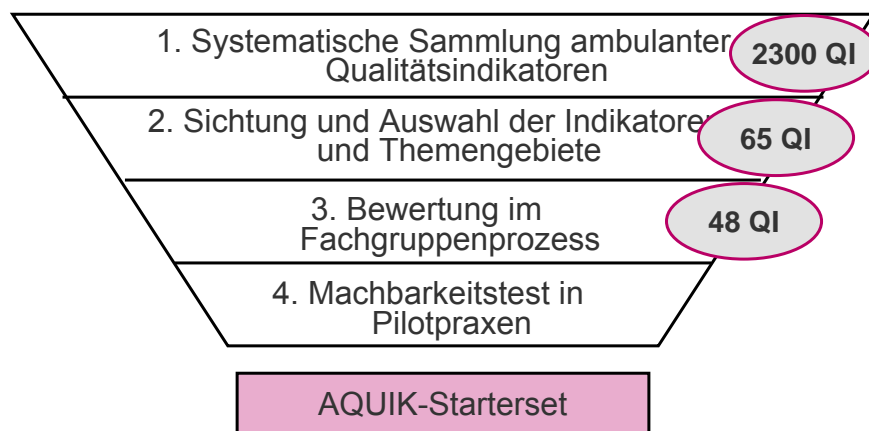 1. Systematische Sammlung ambulanter
Qualitätsindikatoren
2300 QI
2. Sichtung und Auswahl der Indikatore
und Themengebiete
65 QI
3. Bewertung im
Fachgruppenprozess
48 QI
4. Machbarkeitstest in
Pilotpraxen
AQUIK-Starterset